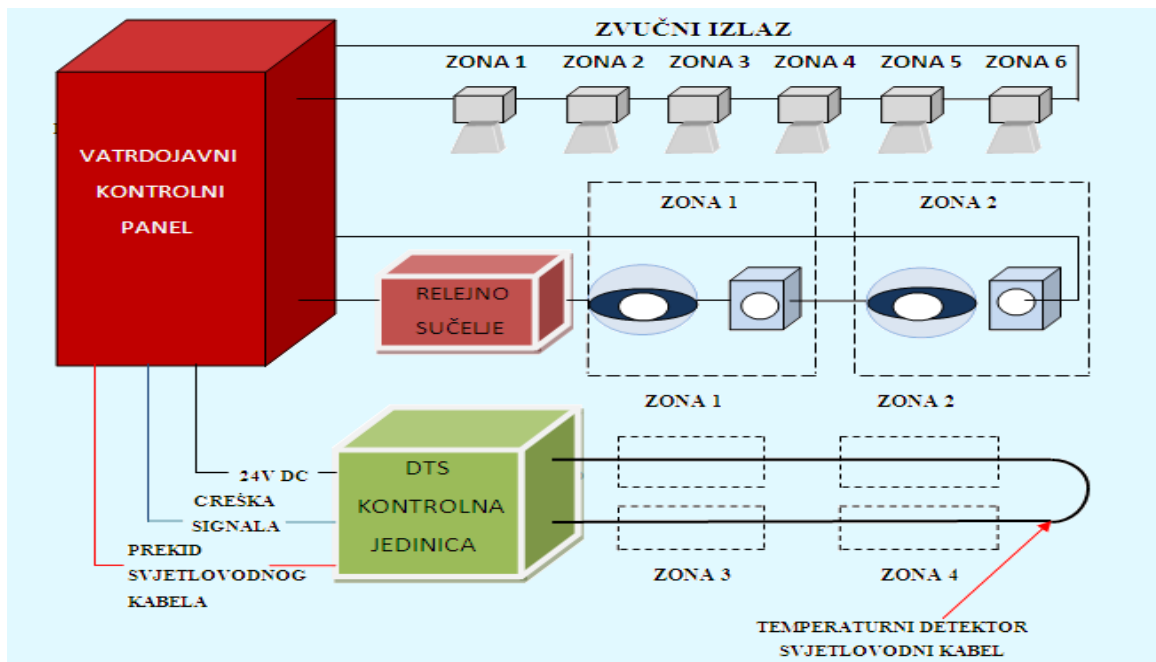 ZVUČNI IZLAZ
ZONA 1 ZONA 2 ZONA 3 ZONA 4 ZONA 5 ZONA 6
VATRDOJAVNI
KONTROLNI
PANEL
ZONA 1 ZONA 2
RELEJNO
SUČELJE
ZONA 1 ZONA 2
DTS
KONTROLNA
JEDINICA
24V DC
CREŠKA
SIGNALA
PREKID
SVJETLOVODNOG
KABELA
ZONA 3 ZONA 4
TEMPERATURNI DETEKTOR
SVJETLOVODNI KABEL